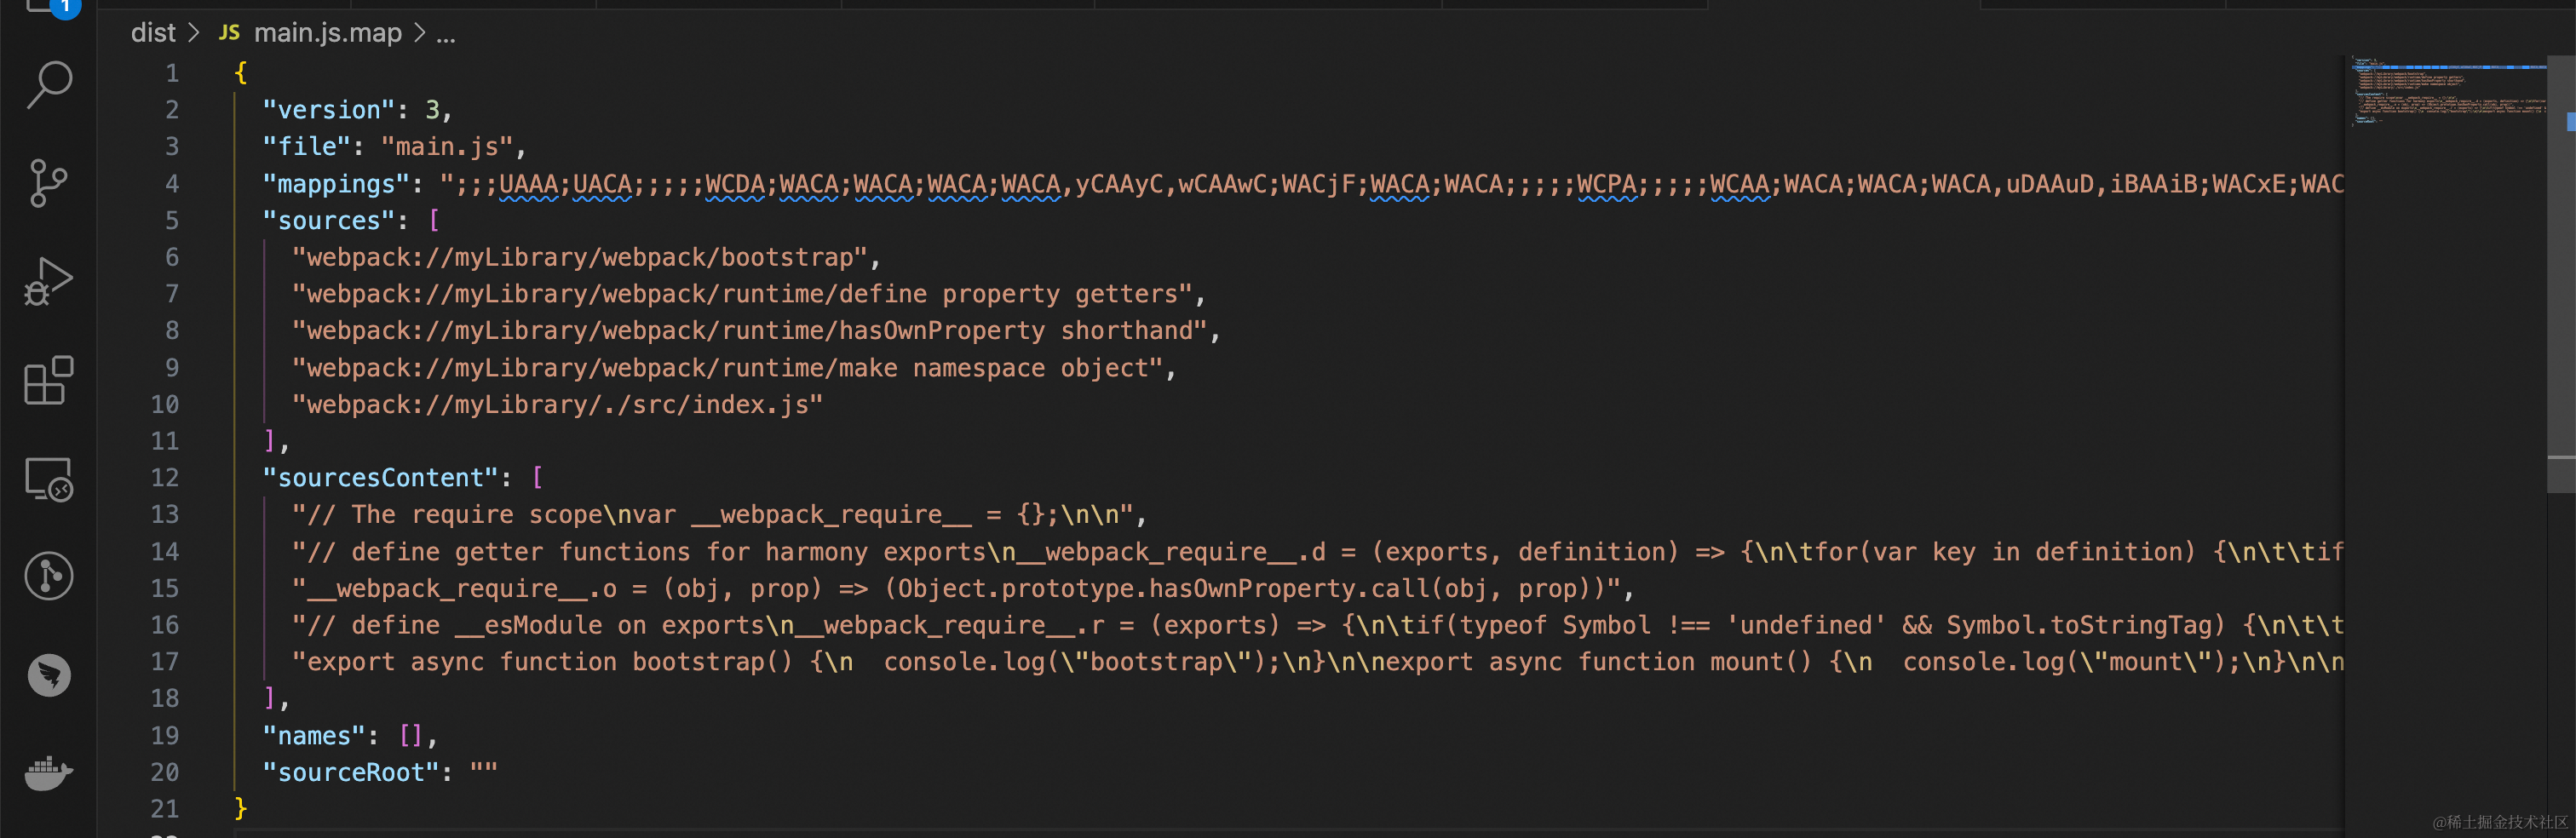 1
dist > JS main.js.map > ...
1 {
2 "version": 3,
3 "file": "main.js",
4 "mappings": ";;;UAAA;UACA;;;;;WCDA;WACA;WACA;WACA;WACA,yCAAyC,wCAAwC;WACjF;WACA;WACA;;;;;WCPA;;;;;WCAA;WACA;WACA;WACA,uDAAuD,iBAAiB;WACxE;WAC
5 "sources": [
6 "webpack://myLibrary/webpack/bootstrap",
7 "webpack://myLibrary/webpack/runtime/define property getters",
8 "webpack://myLibrary/webpack/runtime/hasOwnProperty shorthand",
9 "webpack://myLibrary/webpack/runtime/make namespace object",
10 "webpack://myLibrary/./src/index.js"
11 ],
12 "sourcesContent": [
13 "// The require scope\nvar __webpack_require__ = {};\n\n",
14 "// define getter functions for harmony exports\n__webpack_require__.d = (exports, definition) => {\n\tfor(var key in definition) {\n\t\tif
15 "__webpack_require__.o = (obj, prop) => (Object.prototype.hasOwnProperty.call(obj, prop))",
16 "// define __esModule on exports\n__webpack_require__.r = (exports) => {\n\tif(typeof Symbol !== 'undefined' && Symbol.toStringTag) {\n\t\t
17 "export async function bootstrap() {\n  console.log(\"bootstrap\");\n}\n\nexport async function mount() {\n  console.log(\"mount\");\n}\n\n
18 ],
19 "names": [],
20 "sourceRoot": ""
21 }
@稀土掘金技术社区